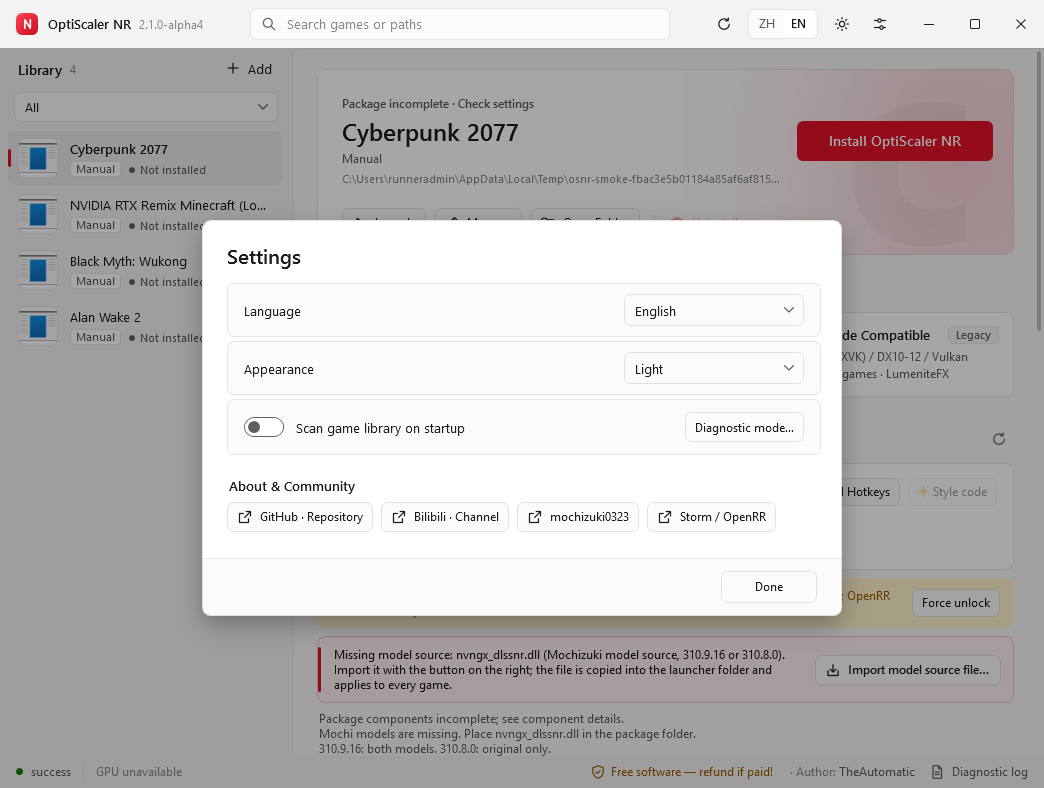 N OptiScaler NR 2.1.0-alpha4
Search games or paths
ZH EN
Library 4
Add
All
Cyberpunk 2077
Manual Not installed
NVIDIA RTX Remix Minecraft (Lo...
Manual Not installed
Black Myth: Wukong
Manual Not installed
Alan Wake 2
Manual Not installed
Package incomplete · Check settings
Cyberpunk 2077
Manual
C:\Users\runneradmin\AppData\Local\Temp\osnr-smoke-fbac3e5b01184a85af6af815...
Install OptiScaler NR
Settings
Language English
Appearance Light
Scan game library on startup Diagnostic mode...
About & Community
GitHub · Repository
Bilibili · Channel
mochizuki0323
Storm / OpenRR
Done
de Compatible Legacy
XVK) / DX10-12 / Vulkan
games · LumeniteFX
Hotkeys
Style code
OpenRR
Force unlock
Missing model source: nvngx_dlssnr.dll (Mochizuki model source, 310.9.16 or 310.8.0).
Import it with the button on the right; the file is copied into the launcher folder and
applies to every game.
Import model source file...
Package components incomplete; see component details.
Mochi models are missing. Place nvngx_dlssnr.dll in the package folder.
310.9.16: both models. 310.8.0: original only.
success GPU unavailable
Free software — refund if paid! · Author: TheAutomatic Diagnostic log